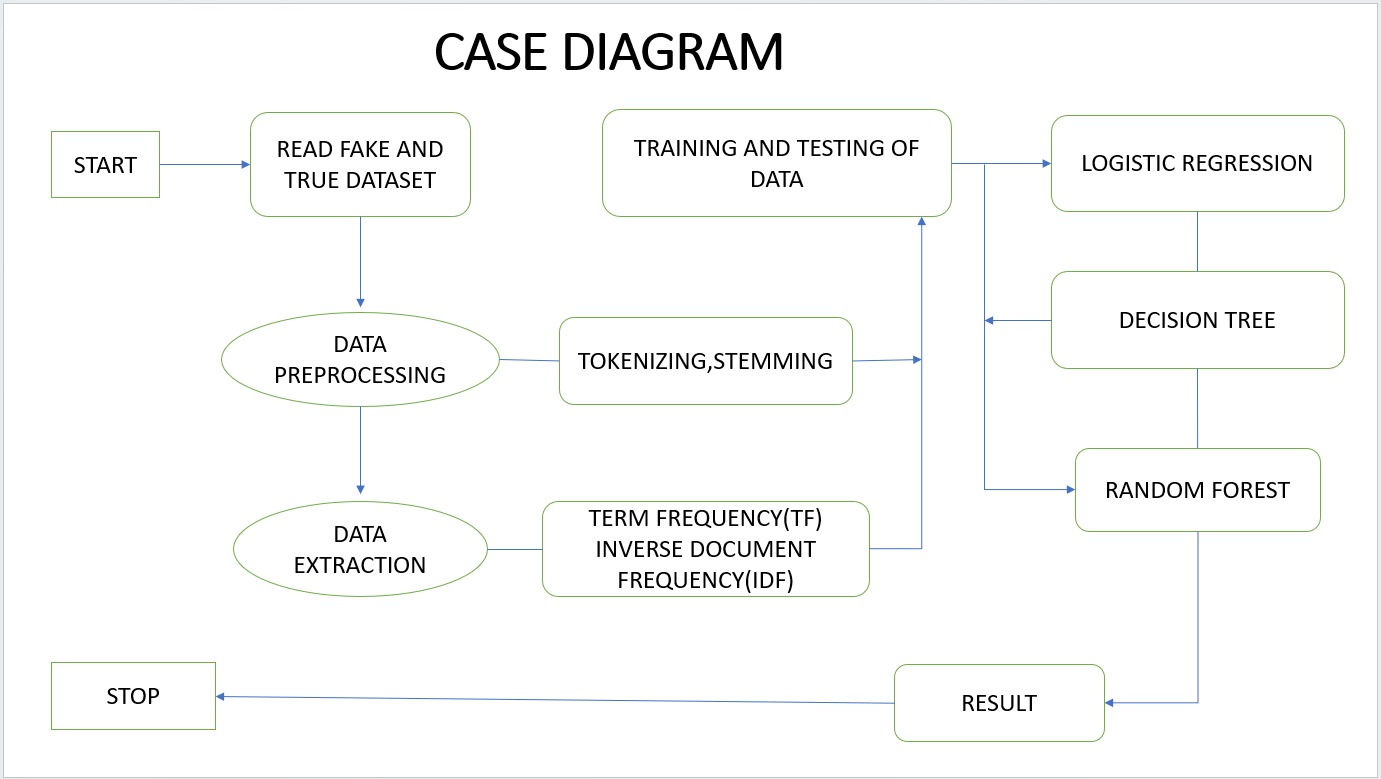 CASE DIAGRAM
START
READ FAKE AND
TRUE DATASET
TRAINING AND TESTING OF
DATA
LOGISTIC REGRESSION
DATA
PREPROCESSING
TOKENIZING,STEMMING
DECISION TREE
DATA
EXTRACTION
TERM FREQUENCY(TF)
INVERSE DOCUMENT
FREQUENCY(IDF)
RANDOM FOREST
STOP
RESULT